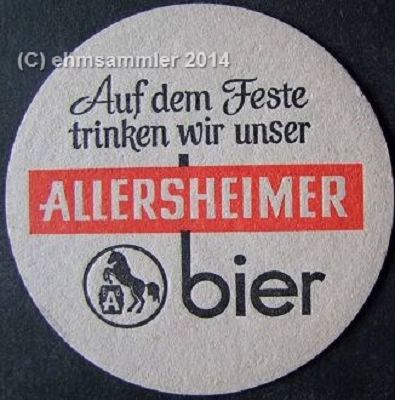 (C) ehmsammler 2014
Auf dem Feste
trinken wir unser
ALLERSHEIMER
bier
A